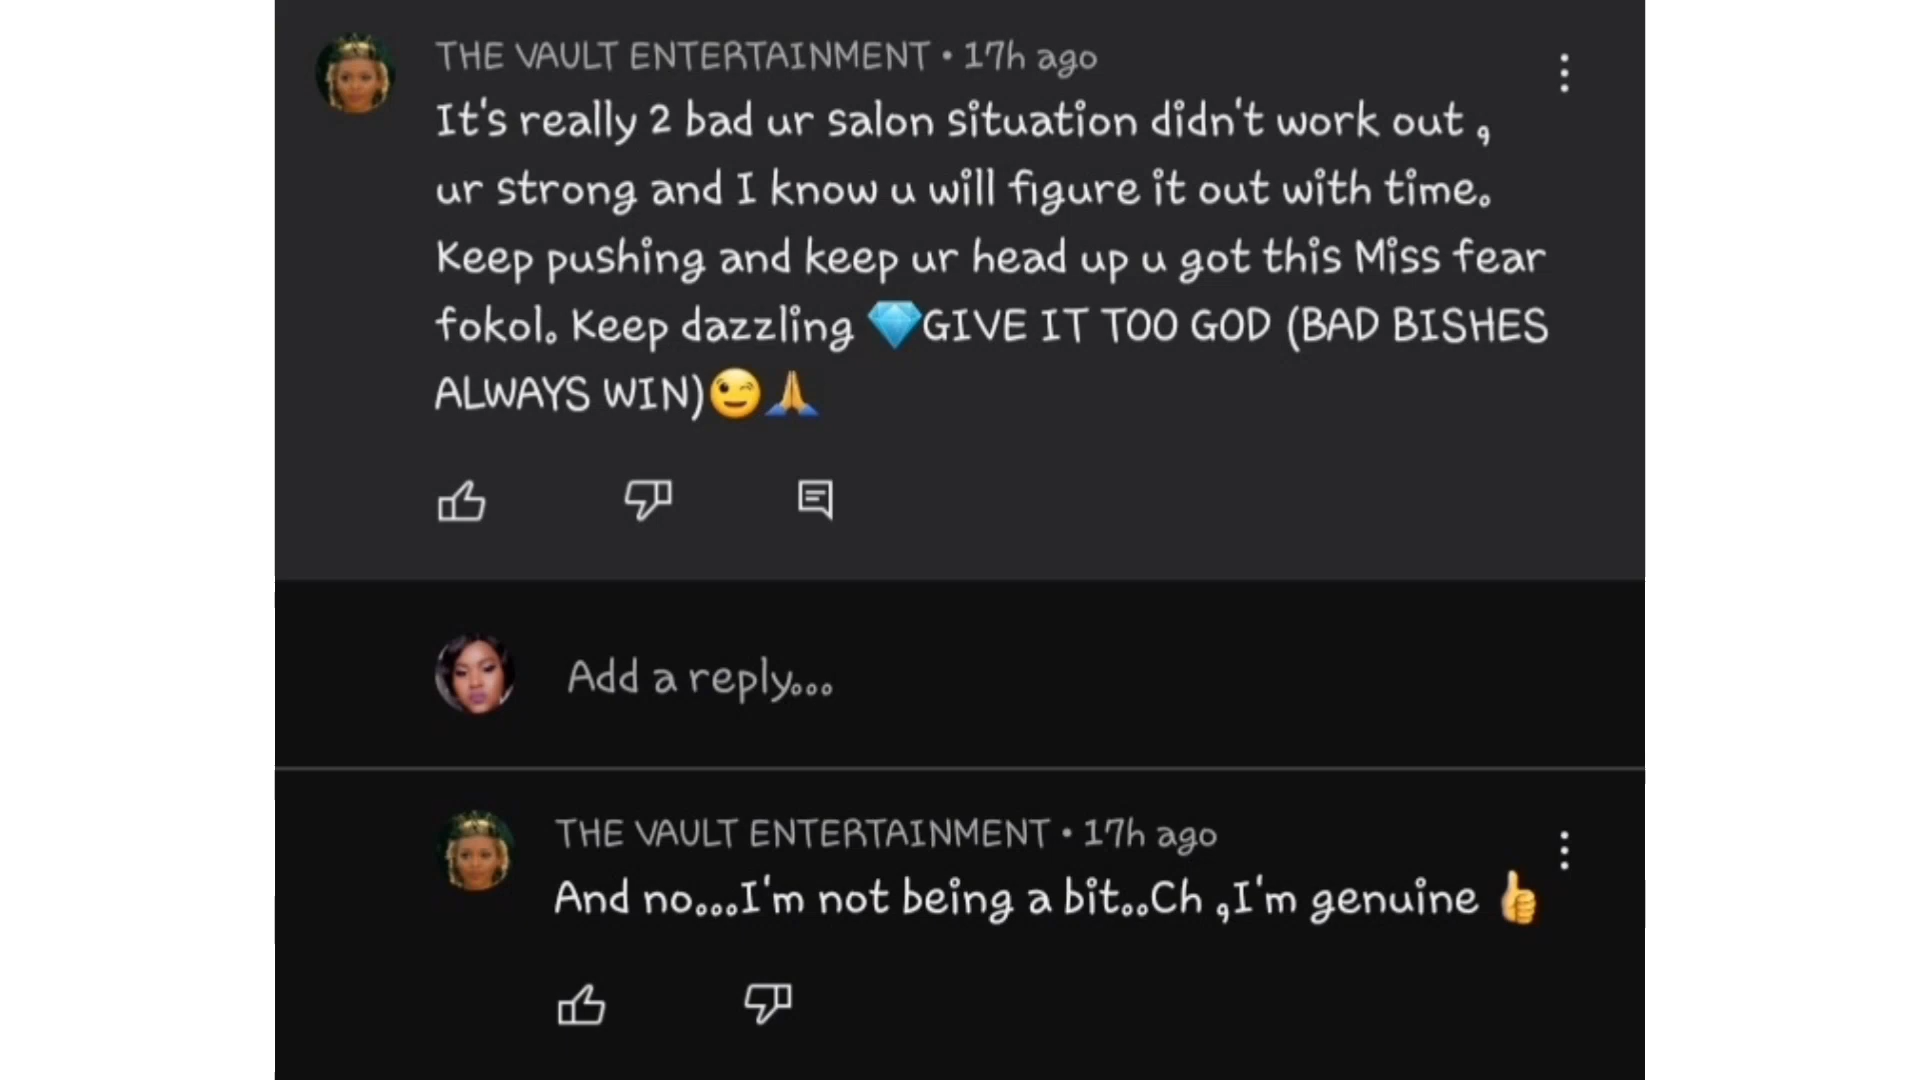 THE VAULT ENTERTAINMENT • 17h ago
It's really 2 bad ur salon situation didn't work out ,
ur strong and I know u will figure it out with time.
Keep pushing and keep ur head up u got this Miss fear
fokol. Keep dazzling 💎GIVE IT TOO GOD (BAD BISHES
ALWAYS WIN)😉🙏
Add a reply...
THE VAULT ENTERTAINMENT • 17h ago
And no...I'm not being a bit..Ch ,I'm genuine 👍